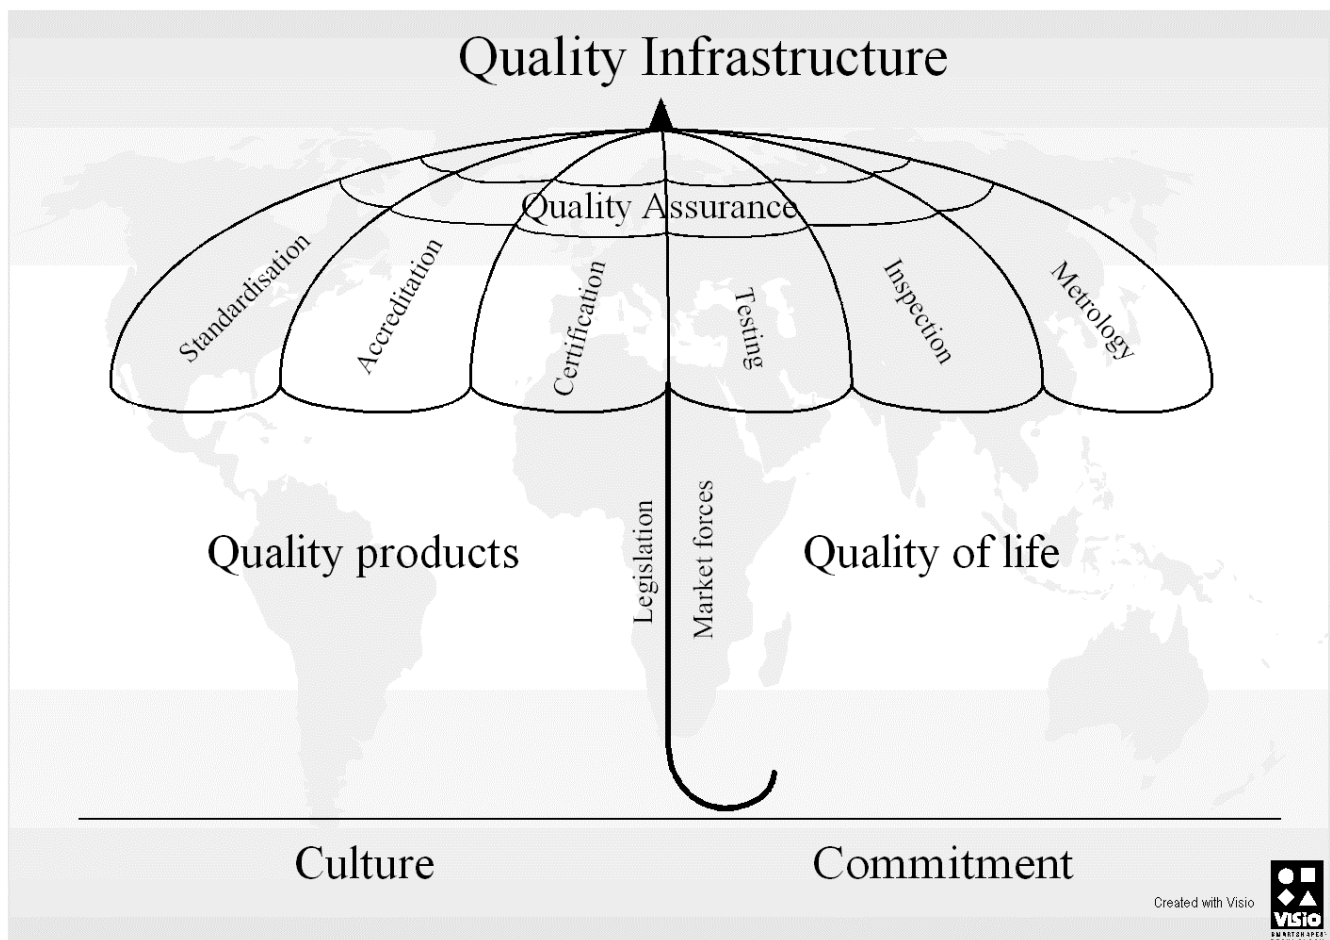 Quality Infrastructure
Quality Assurance
Standardisation
Accreditation
Certification
Testing
Inspection
Metrology
Legislation
Market forces
Quality products
Quality of life
Culture
Commitment
Created with Visio
VISIO
SMARTSHAPES